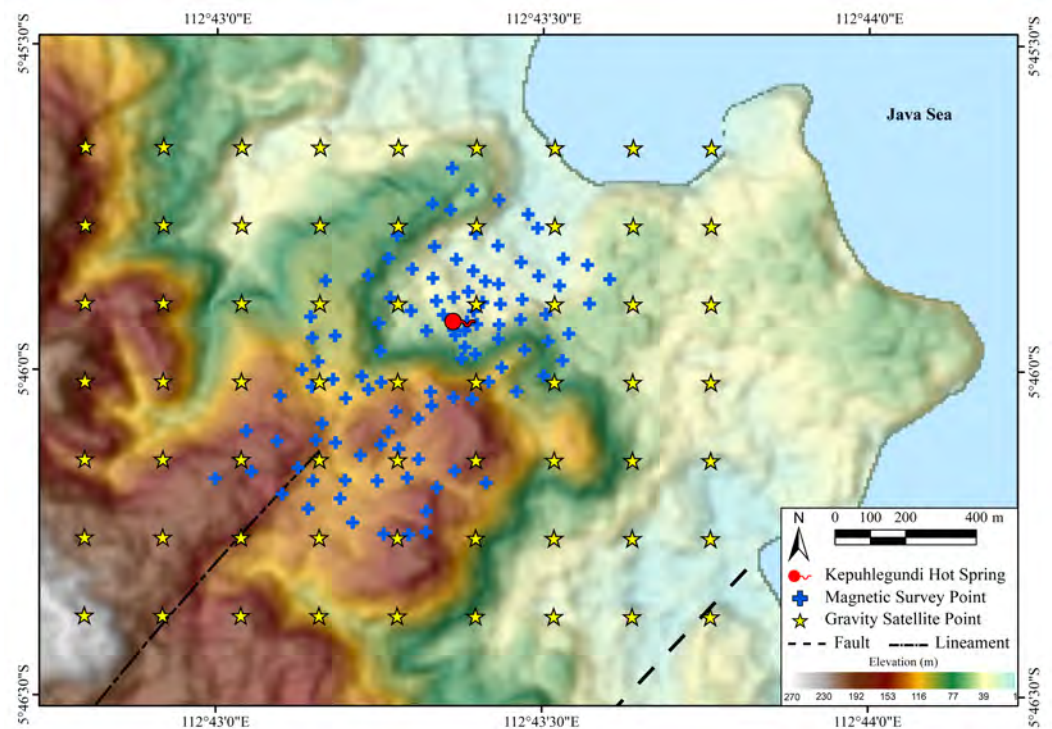 112°43'0"E 112°43'30"E 112°44'0"E
5°45'30"S 5°45'30"S
Java Sea
5°46'0"S 5°46'0"S
N 0 100 200 400 m
Kepuhlegundi Hot Spring
Magnetic Survey Point
Gravity Satellite Point
Fault Lineament
Elevation (m)
270 230 192 153 116 77 39 1
5°46'30"S 5°46'30"S
112°43'0"E 112°43'30"E 112°44'0"E